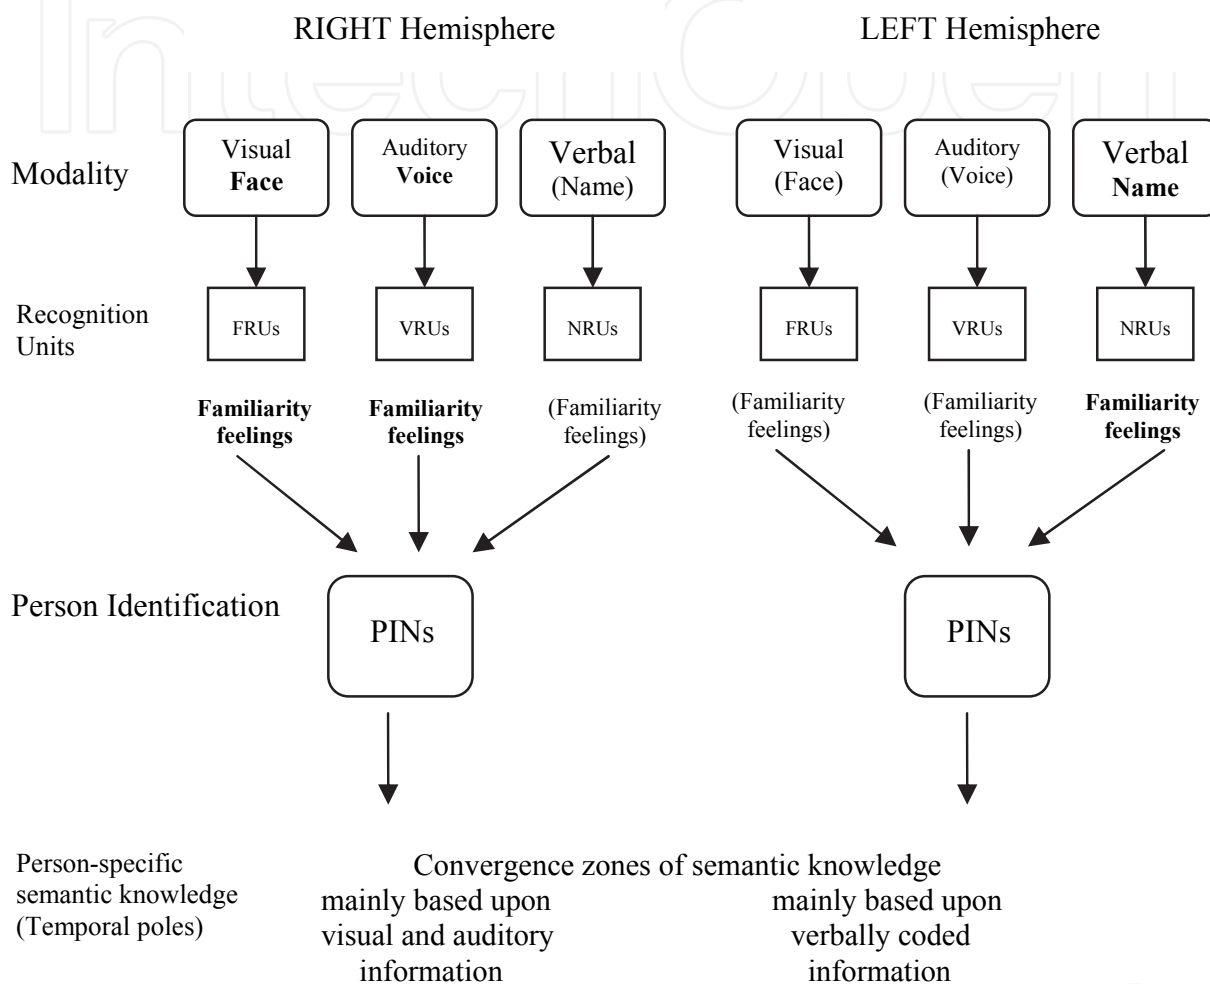 IntechOpen
RIGHT Hemisphere LEFT Hemisphere
Modality
Visual
Face
Auditory
Voice
Verbal
(Name)
Visual
(Face)
Auditory
(Voice)
Verbal
Name
Recognition
Units
FRUs VRUs NRUs FRUs VRUs NRUs
Familiarity
feelings
Familiarity
feelings
(Familiarity
feelings)
(Familiarity
feelings)
(Familiarity
feelings)
Familiarity
feelings
Person Identification
PINs PINs
Person-specific
semantic knowledge
(Temporal poles)
Convergence zones of semantic knowledge
mainly based upon
visual and auditory
information
mainly based upon
verbally coded
information